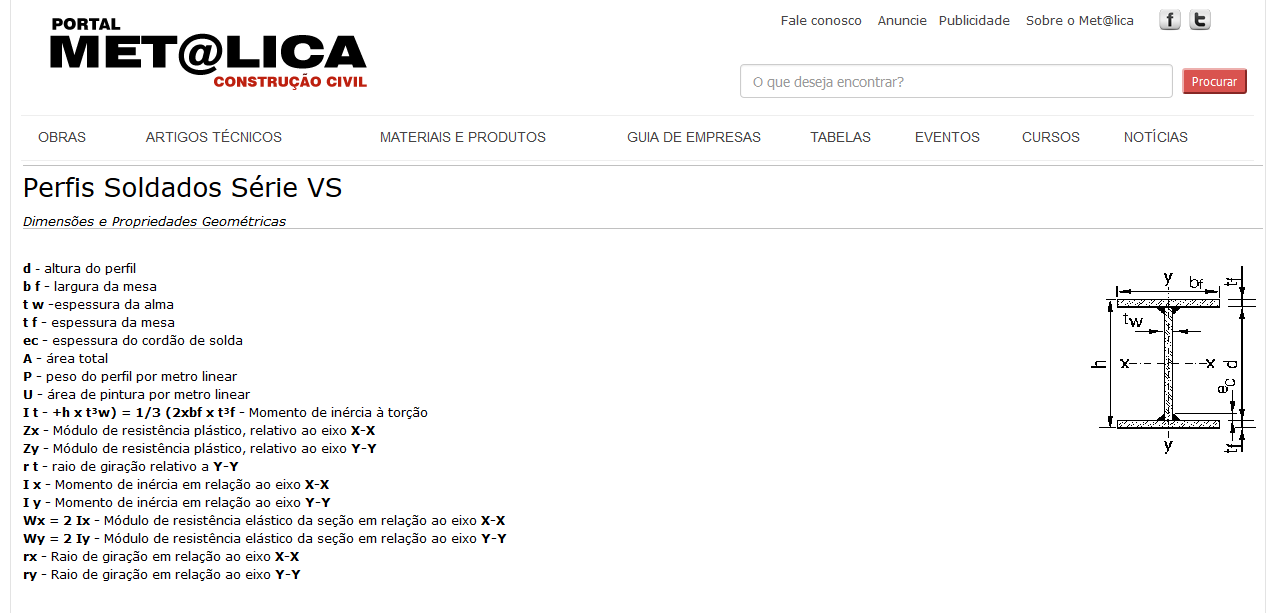 PORTAL
MET@LICA
CONSTRUÇÃO CIVIL
Fale conosco Anuncie Publicidade Sobre o Met@lica
O que deseja encontrar? Procurar
OBRAS ARTIGOS TÉCNICOS MATERIAIS E PRODUTOS GUIA DE EMPRESAS TABELAS EVENTOS CURSOS NOTÍCIAS
Perfis Soldados Série VS
Dimensões e Propriedades Geométricas
d - altura do perfil
b f - largura da mesa
t w -espessura da alma
t f - espessura da mesa
ec - espessura do cordão de solda
A - área total
P - peso do perfil por metro linear
U - área de pintura por metro linear
I t - +h x t³w) = 1/3 (2xbf x t³f - Momento de inércia à torção
Zx - Módulo de resistência plástico, relativo ao eixo X-X
Zy - Módulo de resistência plástico, relativo ao eixo Y-Y
r t - raio de giração relativo a Y-Y
I x - Momento de inércia em relação ao eixo X-X
I y - Momento de inércia em relação ao eixo Y-Y
Wx = 2 Ix - Módulo de resistência elástico da seção em relação ao eixo X-X
Wy = 2 Iy - Módulo de resistência elástico da seção em relação ao eixo Y-Y
rx - Raio de giração em relação ao eixo X-X
ry - Raio de giração em relação ao eixo Y-Y
y bf tf
tw
h x x d
ec
y tf